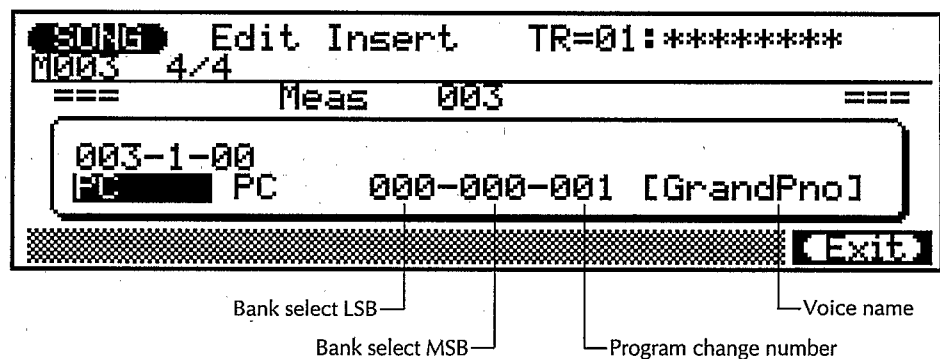 SONG Edit Insert TR=01:********
M003 4/4
=== Meas 003 ===
003-1-00
PC PC 000-000-001 [GrandPno]
Exit
Bank select LSB Voice name
Bank select MSB Program change number